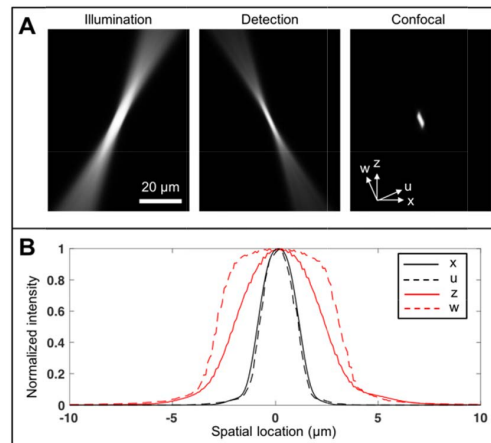 A
Illumination
Detection
Confocal
20 μm
w
z
u
x
B
Normalized intensity
1
0.8
0.6
0.4
0.2
0
-10
-5
0
5
10
Spatial location (μm)
x
u
z
w